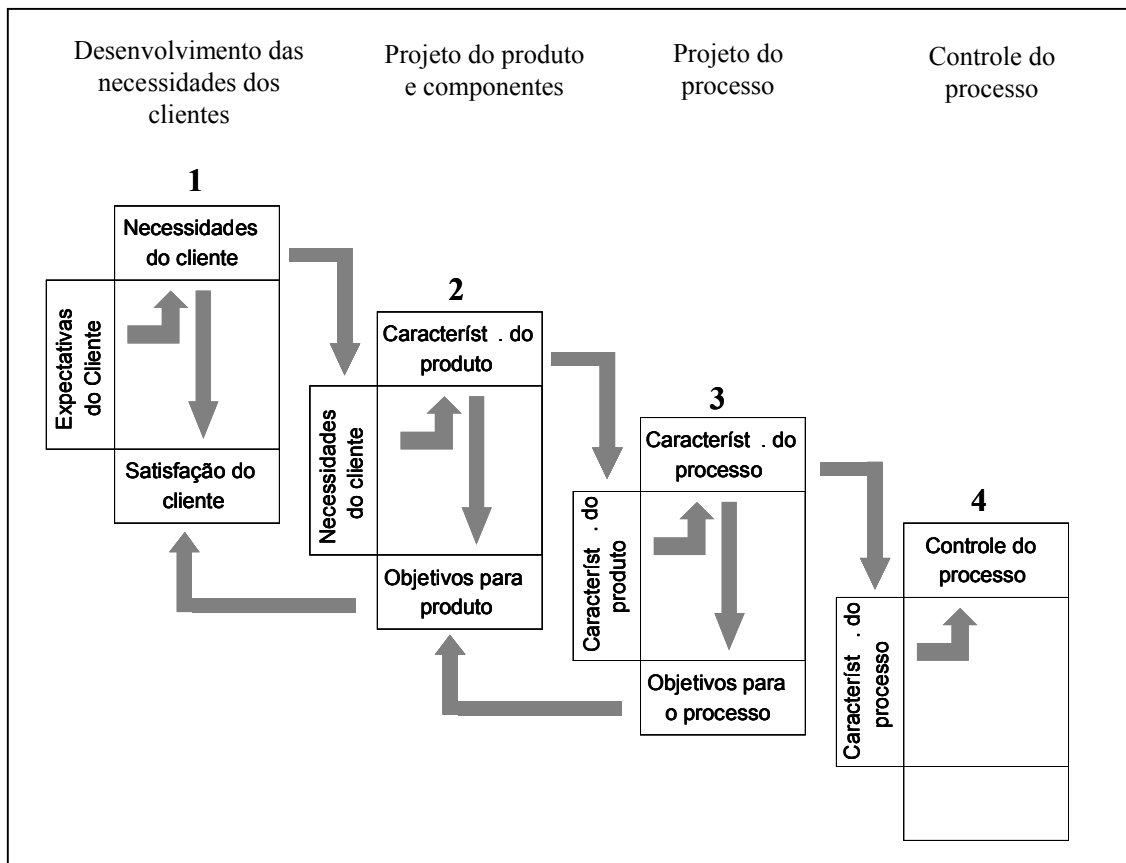 Desenvolvimento das
necessidades dos
clientes
Projeto do produto
e componentes
Projeto do
processo
Controle do
processo
1
Necessidades
do cliente
Expectativas
do Cliente
Satisfação do
cliente
2
Característ . do
produto
Necessidades
do cliente
Objetivos para
produto
3
Característ . do
processo
Característ . do
produto
Objetivos para
o processo
4
Controle do
processo
Característ . do
processo